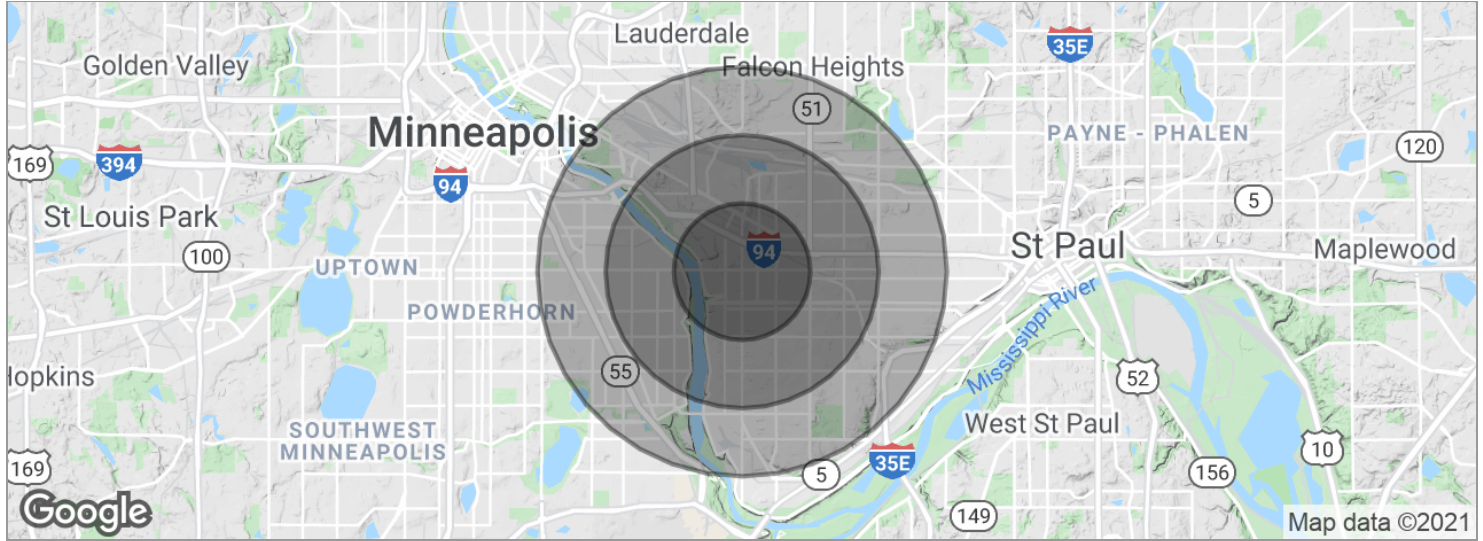 Lauderdale
35E
Golden Valley
Falcon Heights
51
Minneapolis
PAYNE - PHALEN
120
169
394
94
5
St Louis Park
100
94
St Paul
Maplewood
UPTOWN
POWDERHORN
Mississippi River
55
Hopkins
52
SOUTHWEST
MINNEAPOLIS
West St Paul
10
169
5
35E
156
Google
149
Map data ©2021